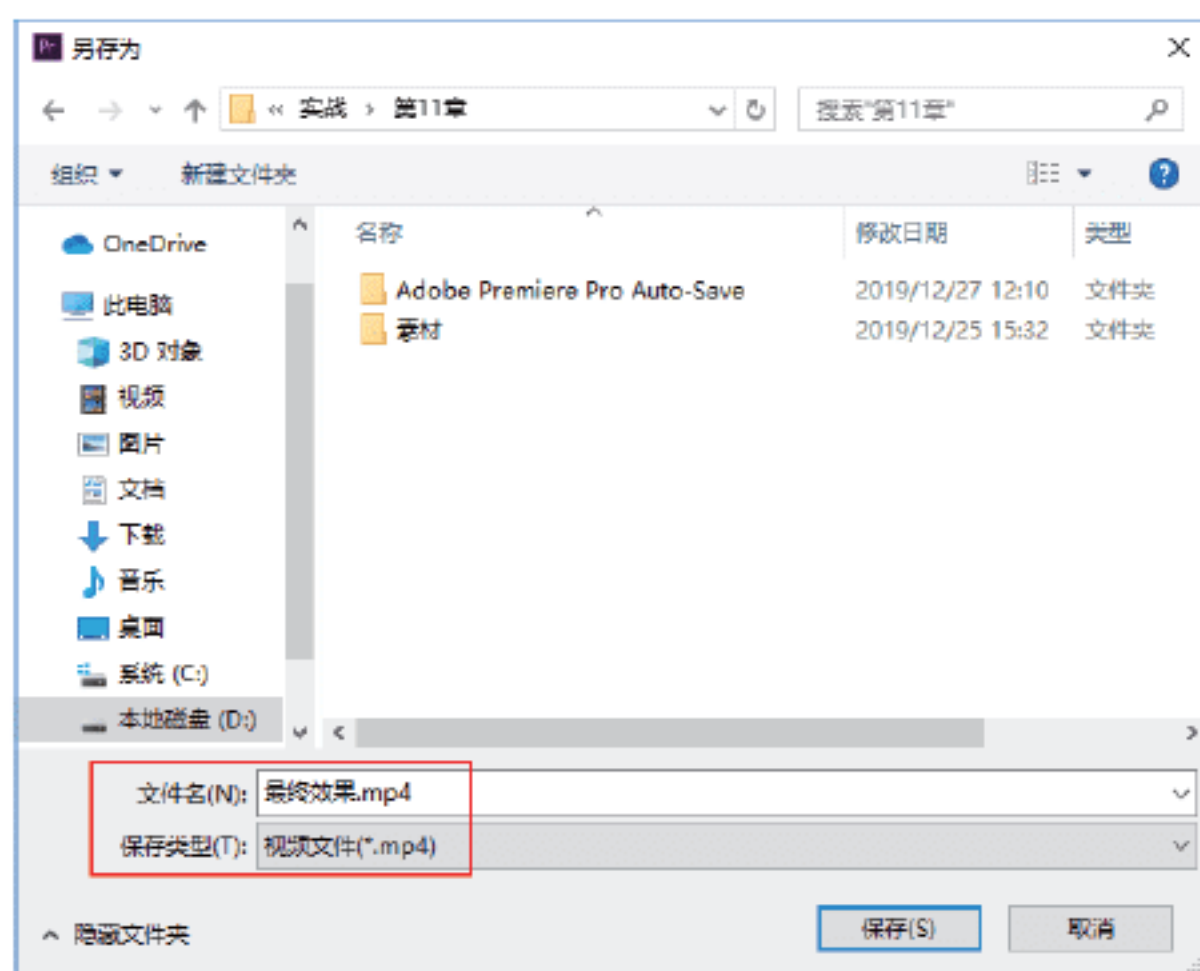 Pr 另存为
« 实战 › 第11章
搜索"第11章"
组织 新建文件夹
名称 修改日期 类型
OneDrive
此电脑
3D 对象
视频
图片
文档
下载
音乐
桌面
系统 (C:)
本地磁盘 (D:)
Adobe Premiere Pro Auto-Save 2019/12/27 12:10 文件夹
素材 2019/12/25 15:32 文件夹
文件名(N): 最终效果.mp4
保存类型(T): 视频文件(*.mp4)
隐藏文件夹
保存(S) 取消